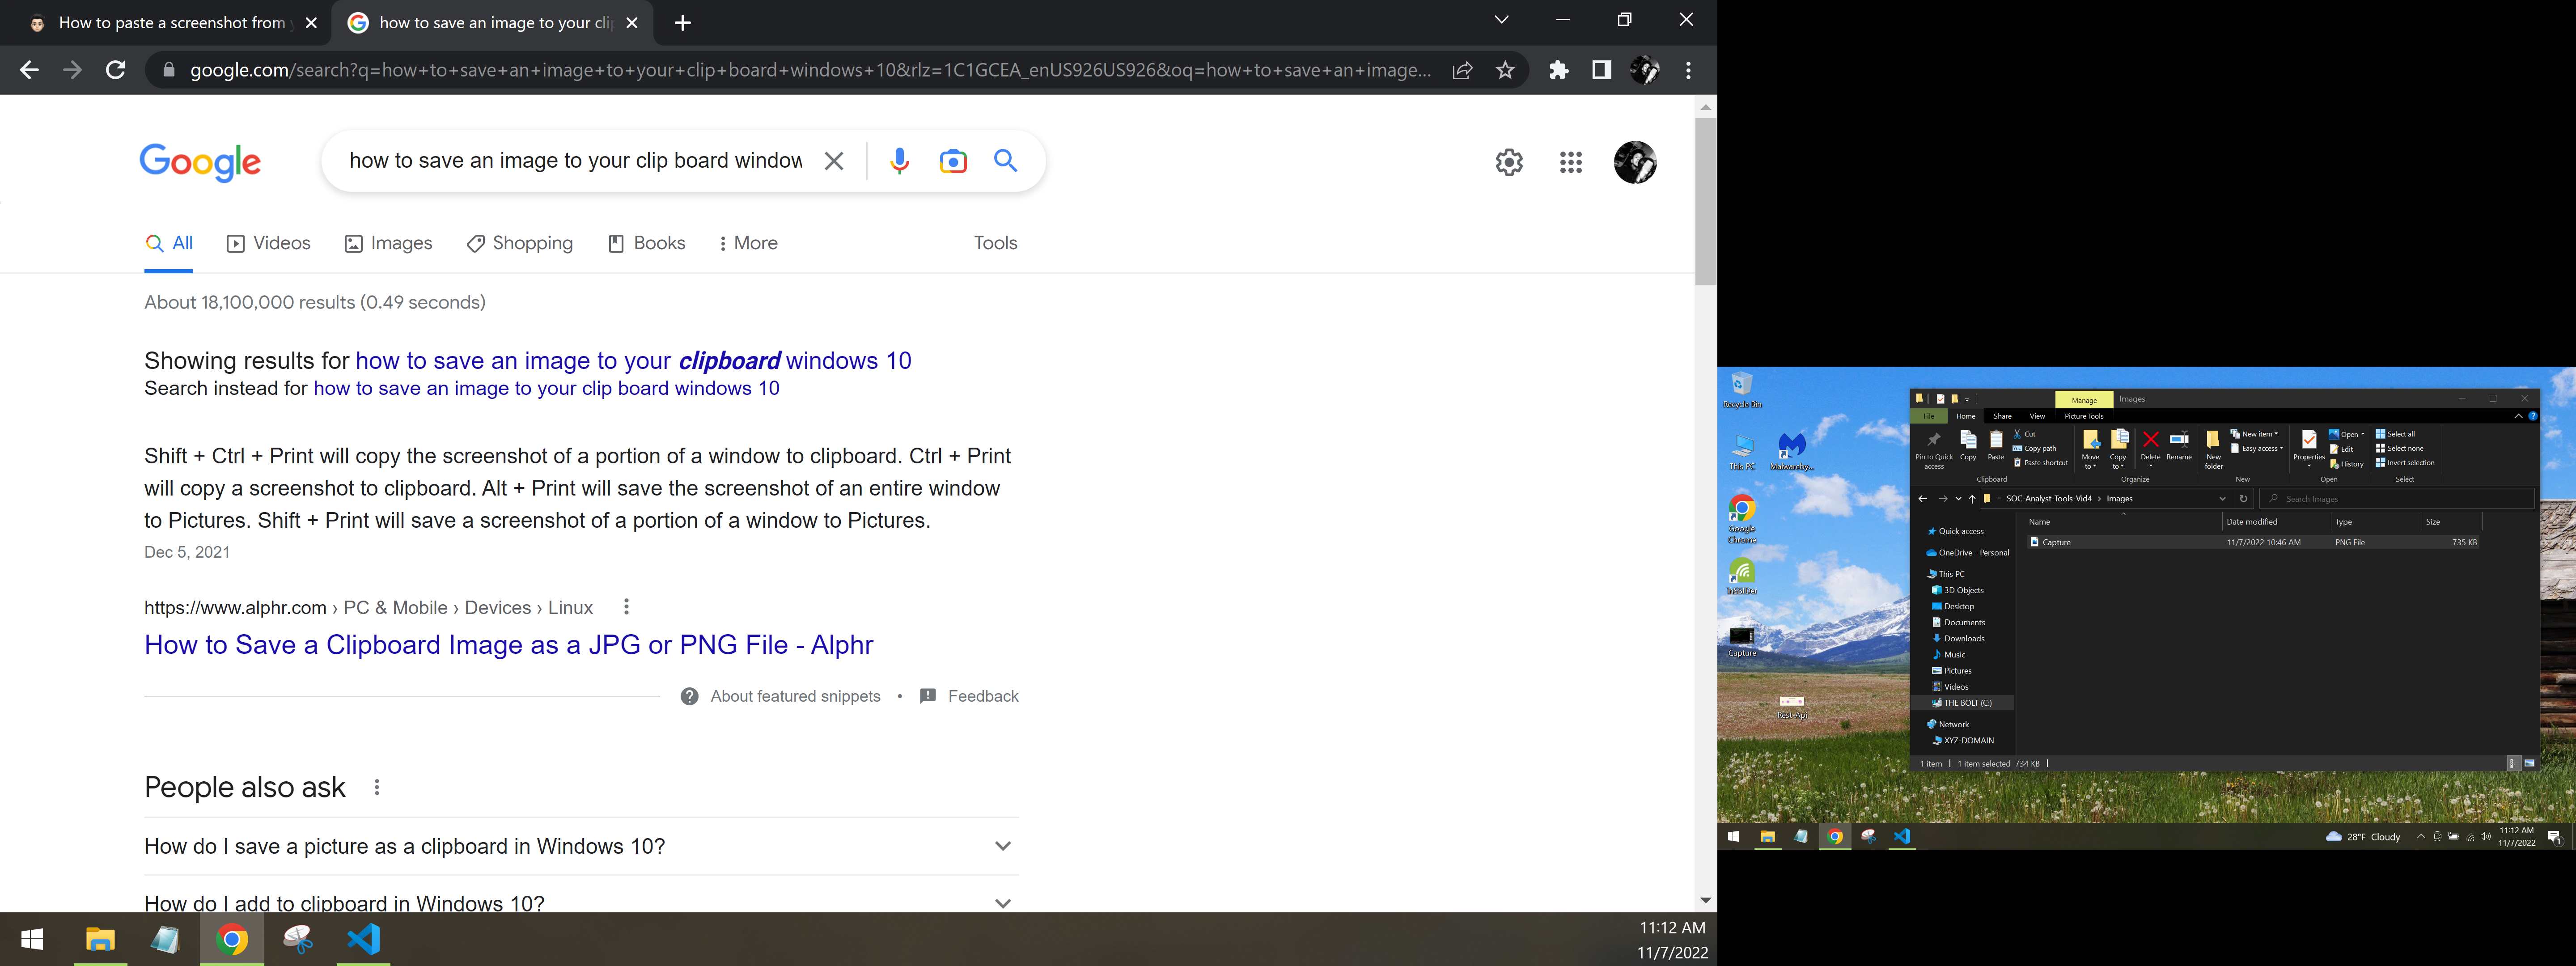 How to paste a screenshot from y
how to save an image to your cli
google.com/search?q=how+to+save+an+image+to+your+clip+board+windows+10&rlz=1C1GCEA_enUS926US926&oq=how+to+save+an+image...
Google
how to save an image to your clip board window
All
Videos
Images
Shopping
Books
More
Tools
About 18,100,000 results (0.49 seconds)
Showing results for how to save an image to your clipboard windows 10
Search instead for how to save an image to your clip board windows 10
Shift + Ctrl + Print will copy the screenshot of a portion of a window to clipboard. Ctrl + Print
will copy a screenshot to clipboard. Alt + Print will save the screenshot of an entire window
to Pictures. Shift + Print will save a screenshot of a portion of a window to Pictures.
Dec 5, 2021
https://www.alphr.com › PC & Mobile › Devices › Linux
How to Save a Clipboard Image as a JPG or PNG File - Alphr
About featured snippets • Feedback
People also ask
How do I save a picture as a clipboard in Windows 10?
How do I add to clipboard in Windows 10?
11:12 AM
11/7/2022
Recycle Bin
This PC
Malwareby...
Google
Chrome
inSSIDer
Capture
Rest-Api
Manage
Images
File
Home
Share
View
Picture Tools
Pin to Quick
access
Copy
Paste
Cut
Copy path
Paste shortcut
Clipboard
Move
to
Copy
to
Delete
Rename
Organize
New
folder
New item
Easy access
New
Properties
Open
Edit
History
Open
Select all
Select none
Invert selection
Select
SOC-Analyst-Tools-Vid4 › Images
Search Images
Name
Date modified
Type
Size
Capture
11/7/2022 10:46 AM
PNG File
735 KB
Quick access
OneDrive - Personal
This PC
3D Objects
Desktop
Documents
Downloads
Music
Pictures
Videos
THE BOLT (C:)
Network
XYZ-DOMAIN
1 item
1 item selected 734 KB
28°F Cloudy
11:12 AM
11/7/2022
1